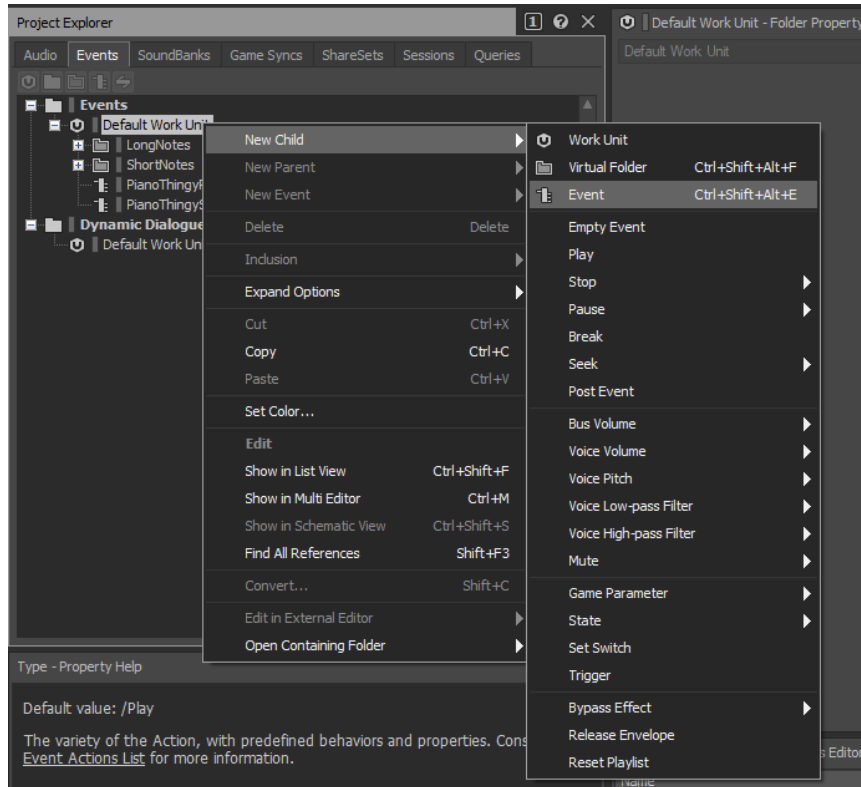 Project Explorer
1
Default Work Unit - Folder Property
Audio Events SoundBanks Game Syncs ShareSets Sessions Queries
Default Work Unit
Events
Default Work Unit
LongNotes
ShortNotes
PianoThingy
PianoThingy
Dynamic Dialogue
Default Work Un
New Child
New Parent
New Event
Delete Delete
Inclusion
Expand Options
Cut Ctrl+X
Copy Ctrl+C
Paste Ctrl+V
Set Color...
Edit
Show in List View Ctrl+Shift+F
Show in Multi Editor Ctrl+M
Show in Schematic View Ctrl+Shift+S
Find All References Shift+F3
Convert... Shift+C
Edit in External Editor
Open Containing Folder
Work Unit
Virtual Folder Ctrl+Shift+Alt+F
Event Ctrl+Shift+Alt+E
Empty Event
Play
Stop
Pause
Break
Seek
Post Event
Bus Volume
Voice Volume
Voice Pitch
Voice Low-pass Filter
Voice High-pass Filter
Mute
Game Parameter
State
Set Switch
Trigger
Bypass Effect
Release Envelope
Reset Playlist
Type - Property Help
Default value: /Play
The variety of the Action, with predefined behaviors and properties. Cons
Event Actions List for more information.
s Editor
Name